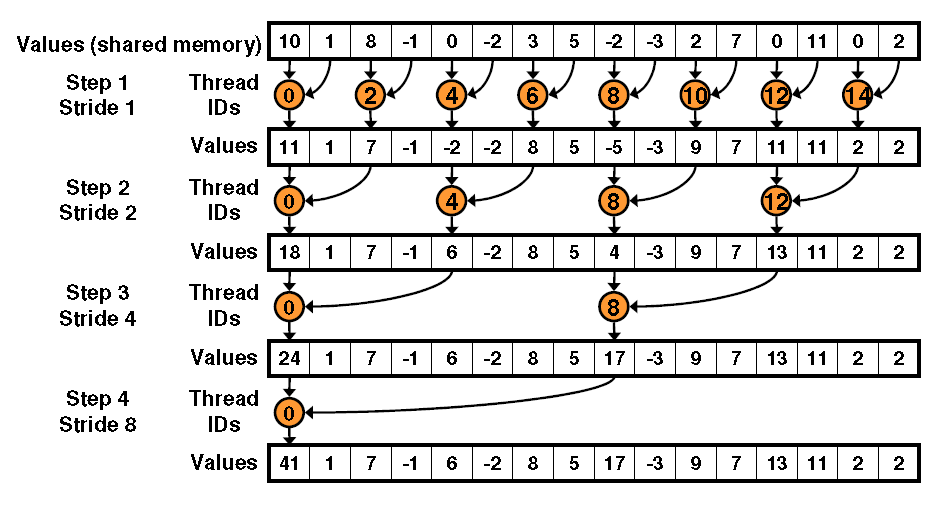 Values (shared memory) 10 1 8 -1 0 -2 3 5 -2 -3 2 7 0 11 0 2
Step 1 Thread 0 2 4 6 8 10 12 14
Stride 1 IDs
Values 11 1 7 -1 -2 -2 8 5 -5 -3 9 7 11 11 2 2
Step 2 Thread 0 4 8 12
Stride 2 IDs
Values 18 1 7 -1 6 -2 8 5 4 -3 9 7 13 11 2 2
Step 3 Thread 0 8
Stride 4 IDs
Values 24 1 7 -1 6 -2 8 5 17 -3 9 7 13 11 2 2
Step 4 Thread 0
Stride 8 IDs
Values 41 1 7 -1 6 -2 8 5 17 -3 9 7 13 11 2 2